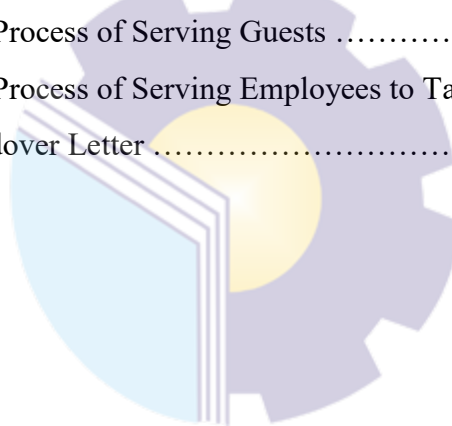 Process of Serving Guests …………
Process of Serving Employees to Ta
lover Letter ……………………………